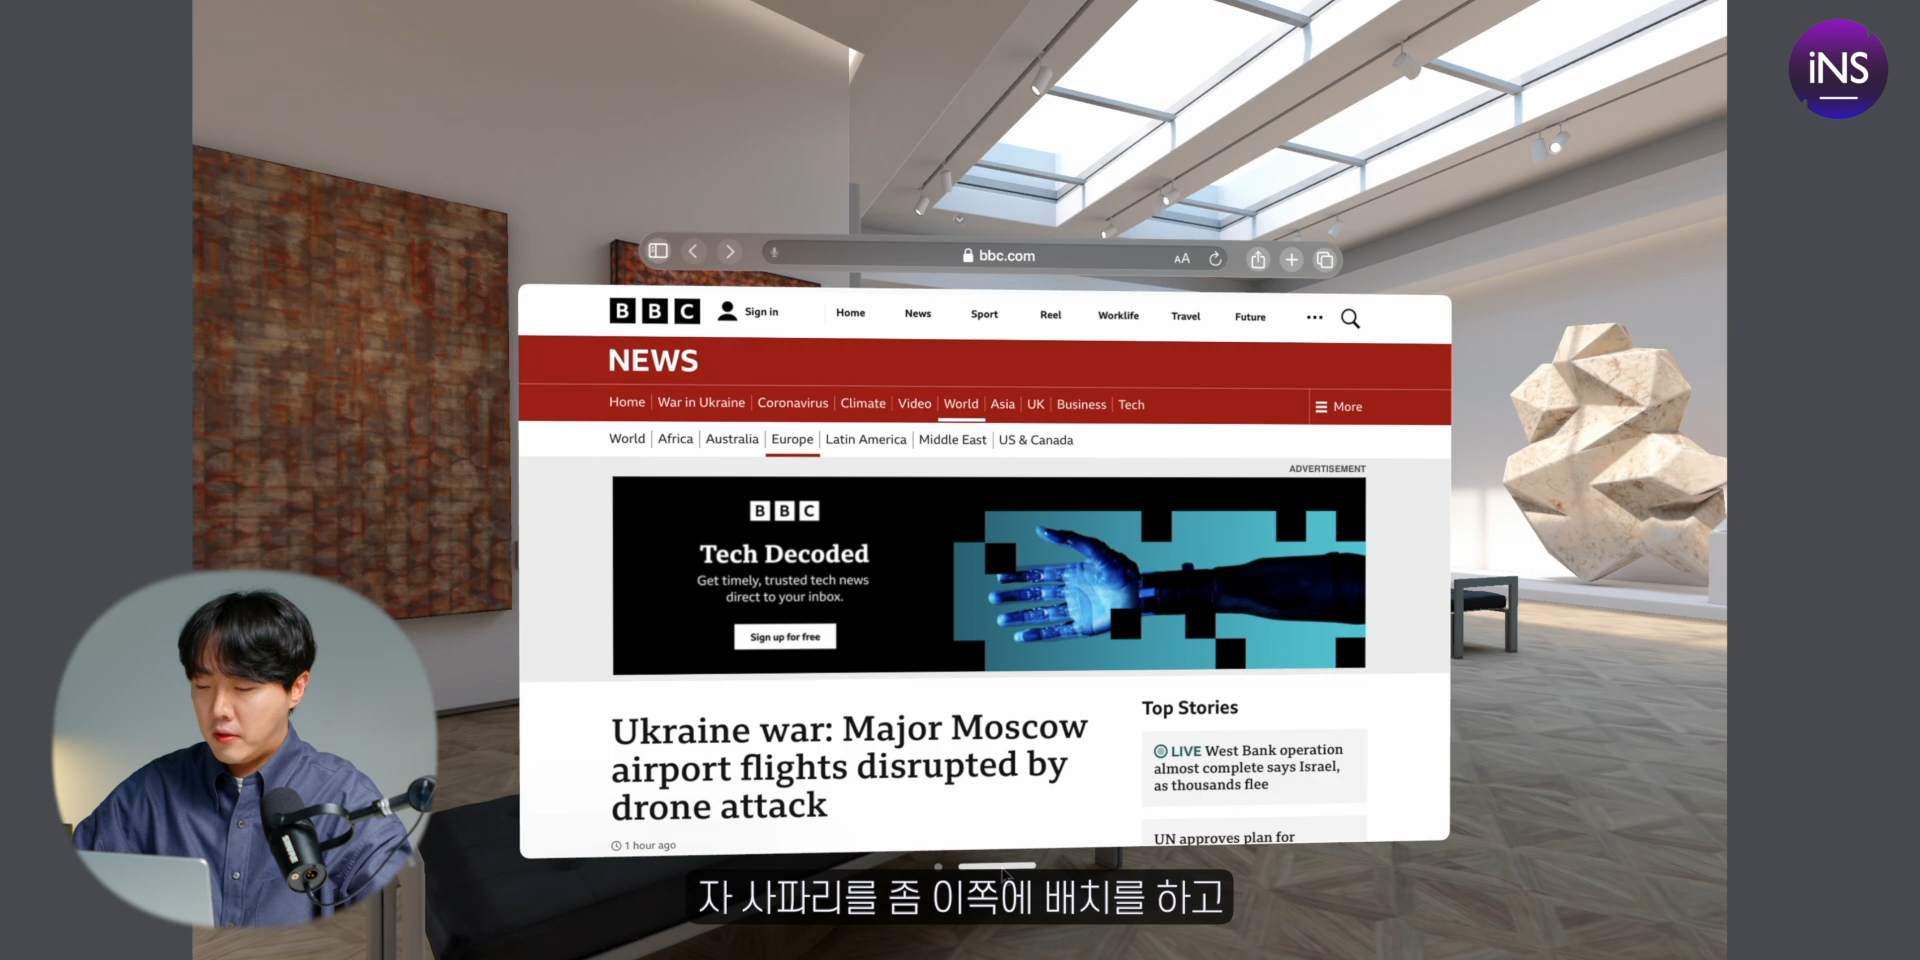 iNS
bbc.com
AA
BBC
Sign in
Home
News
Sport
Reel
Worklife
Travel
Future
NEWS
Home
War in Ukraine
Coronavirus
Climate
Video
World
Asia
UK
Business
Tech
More
World
Africa
Australia
Europe
Latin America
Middle East
US & Canada
ADVERTISEMENT
BBC
Tech Decoded
Get timely, trusted tech news
direct to your inbox.
Sign up for free
Ukraine war: Major Moscow
airport flights disrupted by
drone attack
1 hour ago
Top Stories
LIVE West Bank operation
almost complete says Israel,
as thousands flee
UN approves plan for
자 사파리를 좀 이쪽에 배치를 하고